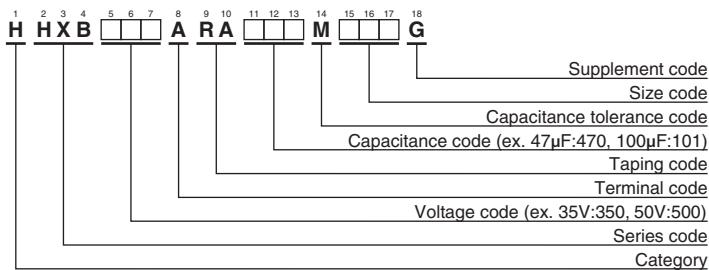 1 2 3 4 5 6 7 8 9 10 11 12 13 14 15 16 17 18
H H X B A R A M G
Supplement code
Size code
Capacitance tolerance code
Capacitance code (ex. 47µF:470, 100µF:101)
Taping code
Terminal code
Voltage code (ex. 35V:350, 50V:500)
Series code
Category